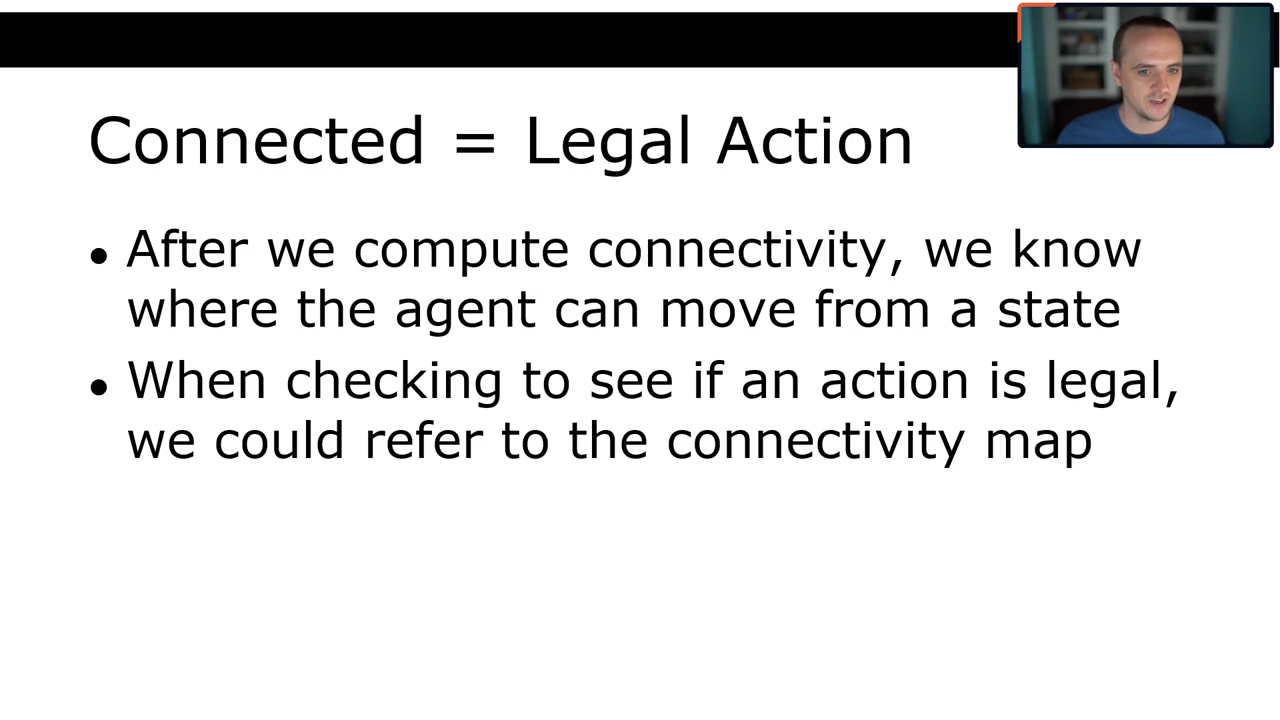 Connected = Legal Action
● After we compute connectivity, we know
where the agent can move from a state
● When checking to see if an action is legal,
we could refer to the connectivity map